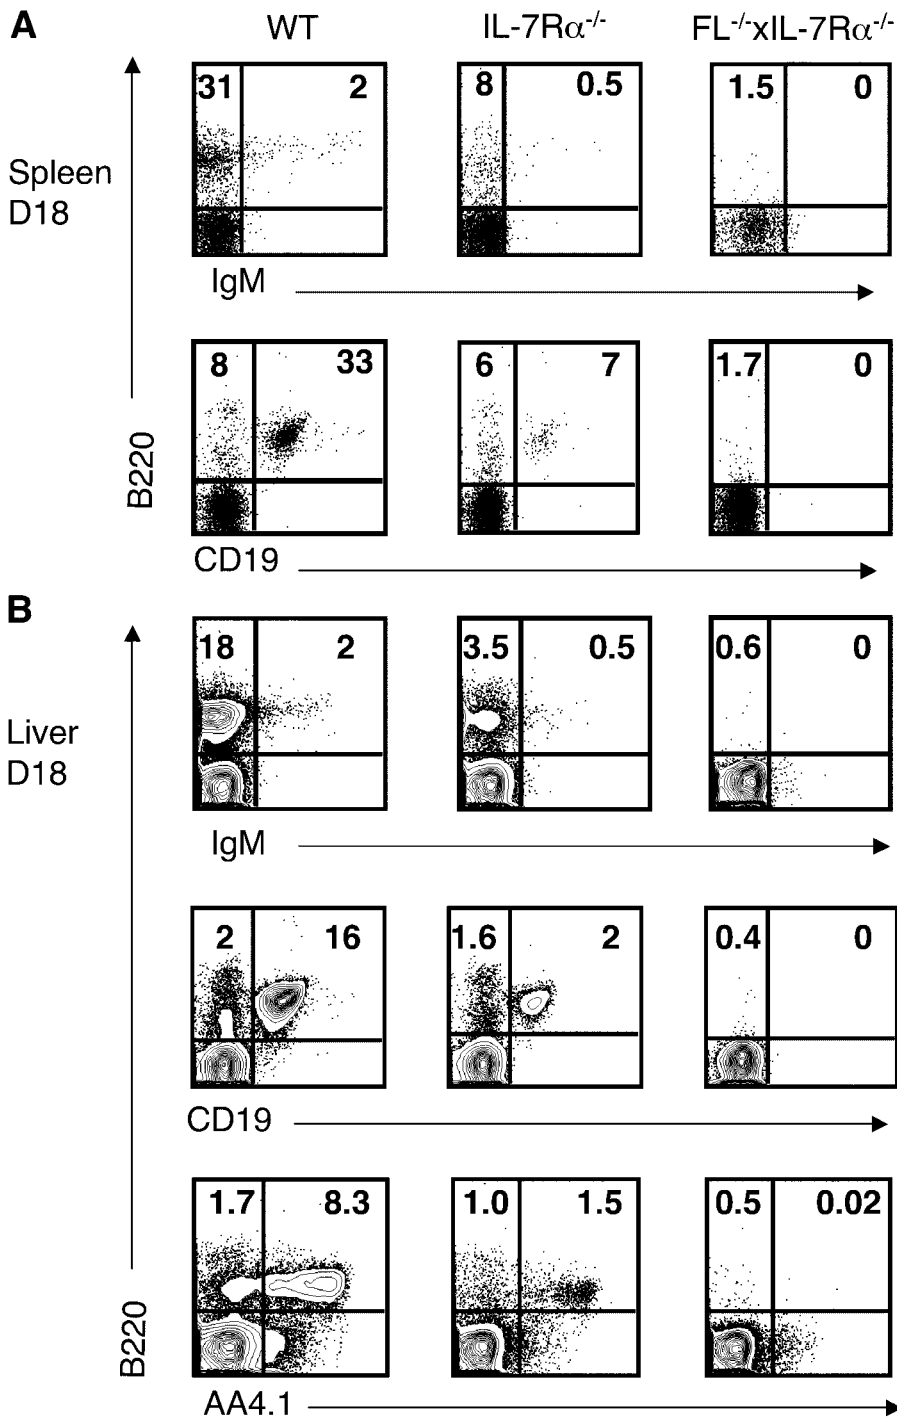 A
WT IL-7Rα-/- FL-/-xIL-7Rα-/-
31 2 8 0.5 1.5 0
Spleen
D18
IgM
8 33 6 7 1.7 0
B220
CD19
B
18 2 3.5 0.5 0.6 0
Liver
D18
IgM
2 16 1.6 2 0.4 0
CD19
1.7 8.3 1.0 1.5 0.5 0.02
B220
AA4.1